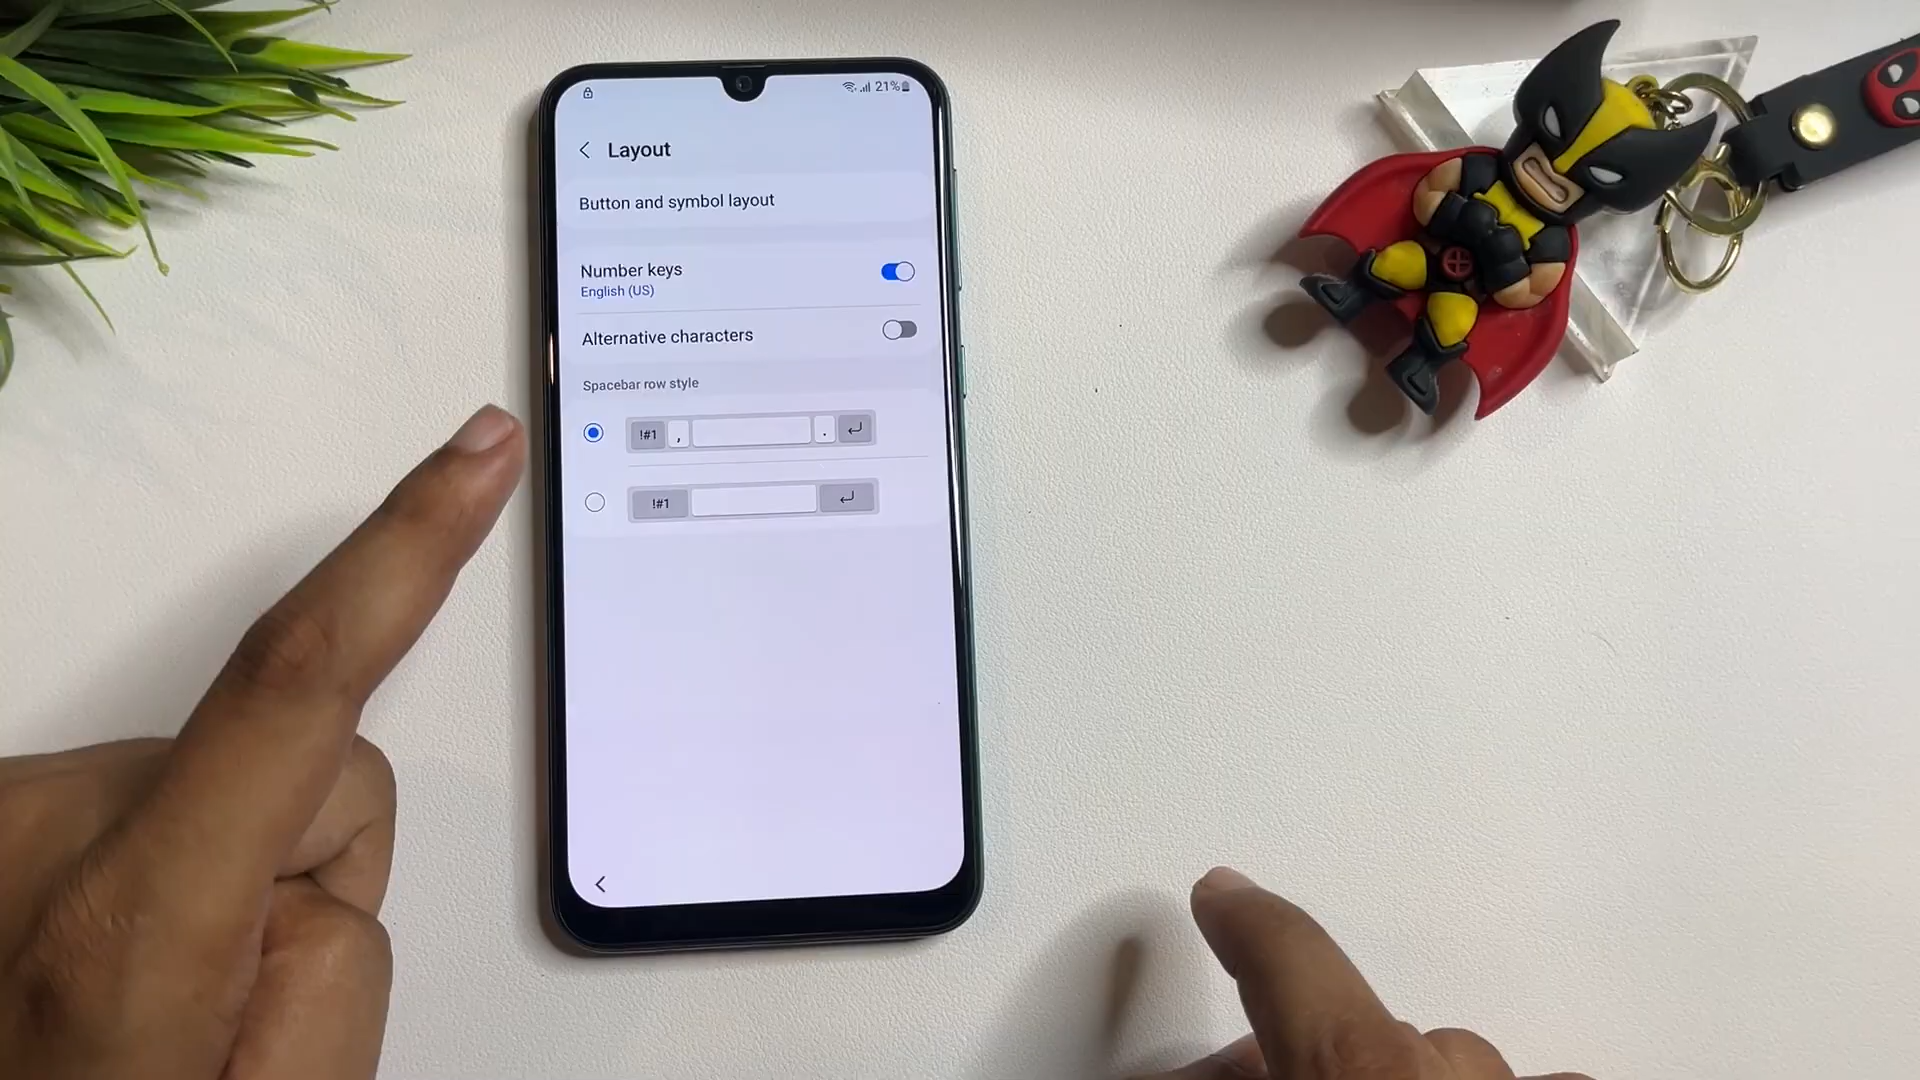 21%
Layout
Button and symbol layout
Number keys
English (US)
Alternative characters
Spacebar row style
!#1 , .
!#1